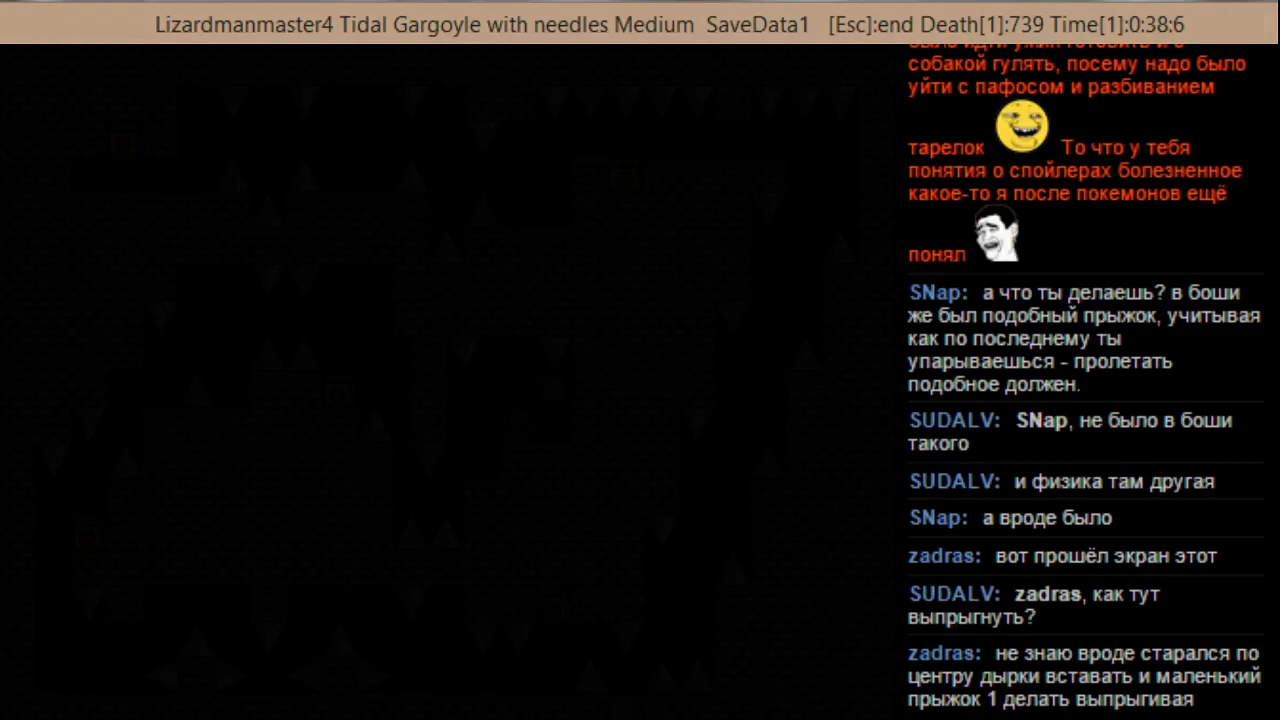 Lizardmanmaster4 Tidal Gargoyle with needles Medium  SaveData1   [Esc]:end Death[1]:739 Time[1]:0:38:6
было идти ужин готовить и с
собакой гулять, посему надо было
уйти с пафосом и разбиванием
тарелок То что у тебя
понятия о спойлерах болезненное
какое-то я после покемонов ещё
понял
SNap: а что ты делаешь? в боши
же был подобный прыжок, учитывая
как по последнему ты
упарываешься - пролетать
подобное должен.
SUDALV: SNap, не было в боши
такого
SUDALV: и физика там другая
SNap: а вроде было
zadras: вот прошёл экран этот
SUDALV: zadras, как тут
выпрыгнуть?
zadras: не знаю вроде старался по
центру дырки вставать и маленький
прыжок 1 делать выпрыгивая